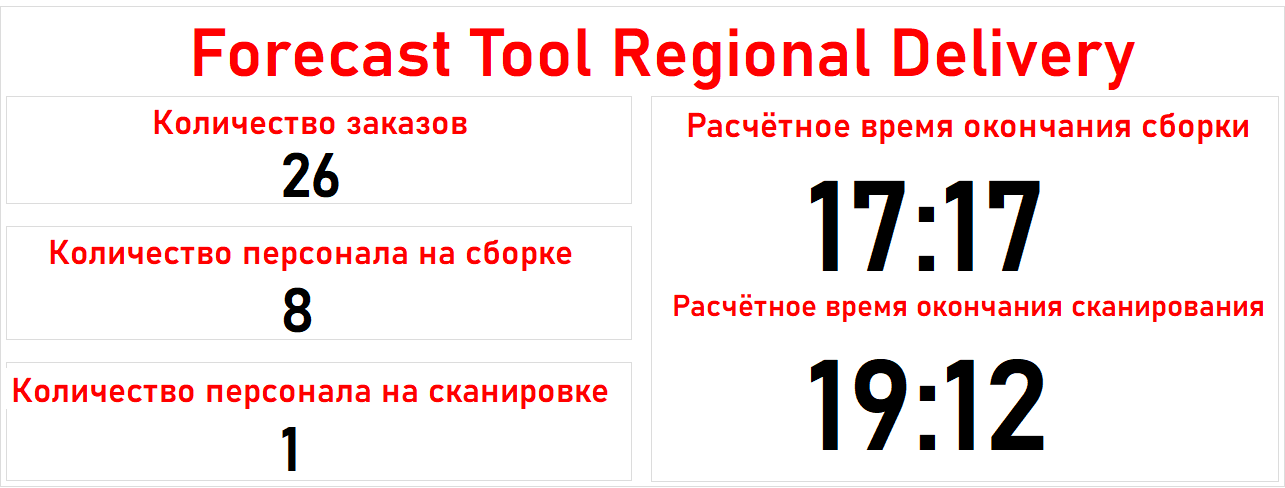 Forecast Tool Regional Delivery
Количество заказов
26
Количество персонала на сборке
8
Количество персонала на сканировке
1
Расчётное время окончания сборки
17:17
Расчётное время окончания сканирования
19:12